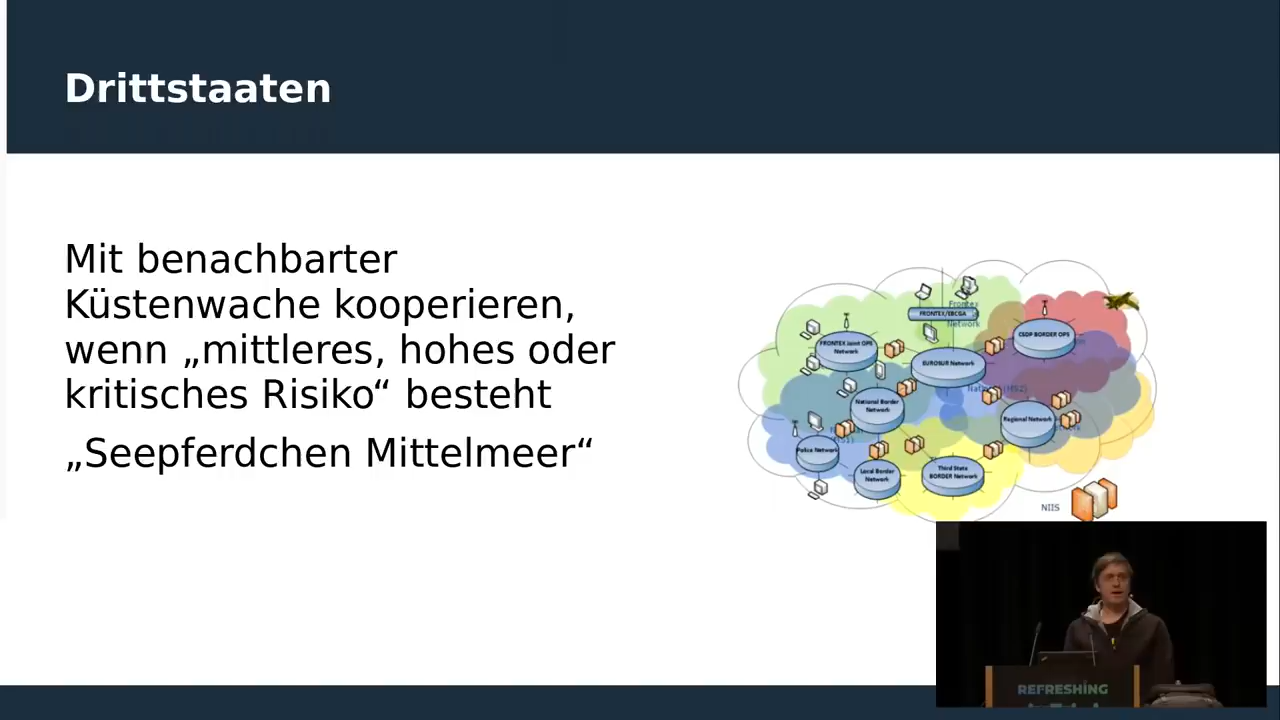 Drittstaaten
Mit benachbarter
Küstenwache kooperieren,
wenn „mittleres, hohes oder
kritisches Risiko“ besteht
„Seepferdchen Mittelmeer“
Frontex
FRONTEX/EBCGA
Network
CSDP BORDER OPS
FRONTEX Joint OPS
Network
EUROSUR Network
National Border
Network
Regional Network
Police Network
Local Border
Network
Third State
BORDER Network
NIIS
REFRESHING